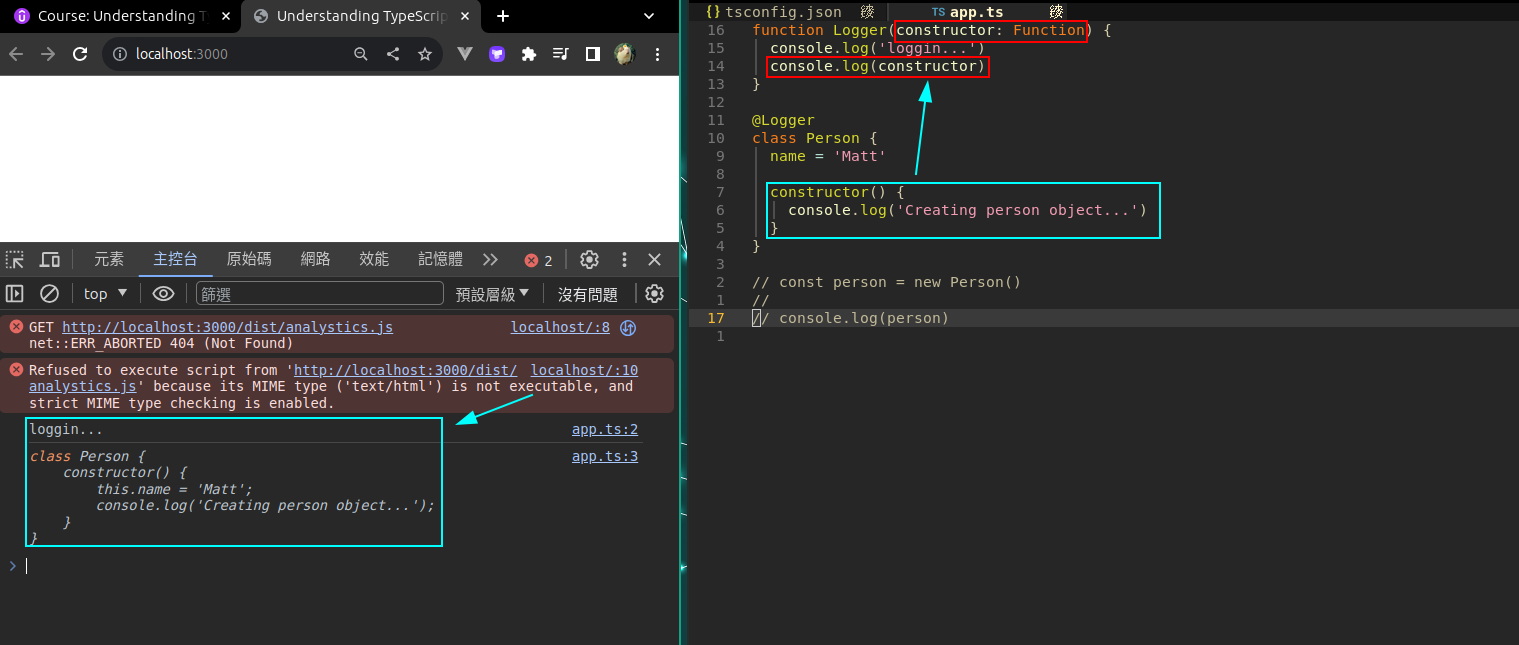 Course: Understanding T
Understanding TypeScrip
localhost:3000
元素
主控台
原始碼
網路
效能
記憶體
2
top
篩選
預設層級
沒有問題
GET http://localhost:3000/dist/analystics.js localhost/:8
net::ERR_ABORTED 404 (Not Found)
Refused to execute script from 'http://localhost:3000/dist/ localhost/:10
analystics.js' because its MIME type ('text/html') is not executable, and
strict MIME type checking is enabled.
loggin... app.ts:2
class Person { app.ts:3
constructor() {
this.name = 'Matt';
console.log('Creating person object...');
}
}
{} tsconfig.json
TS app.ts
16 function Logger(constructor: Function) {
15 console.log('loggin...')
14 console.log(constructor)
13 }
12
11 @Logger
10 class Person {
9 name = 'Matt'
8
7 constructor() {
6 console.log('Creating person object...')
5 }
4 }
3
2 // const person = new Person()
1 //
17 // console.log(person)
1